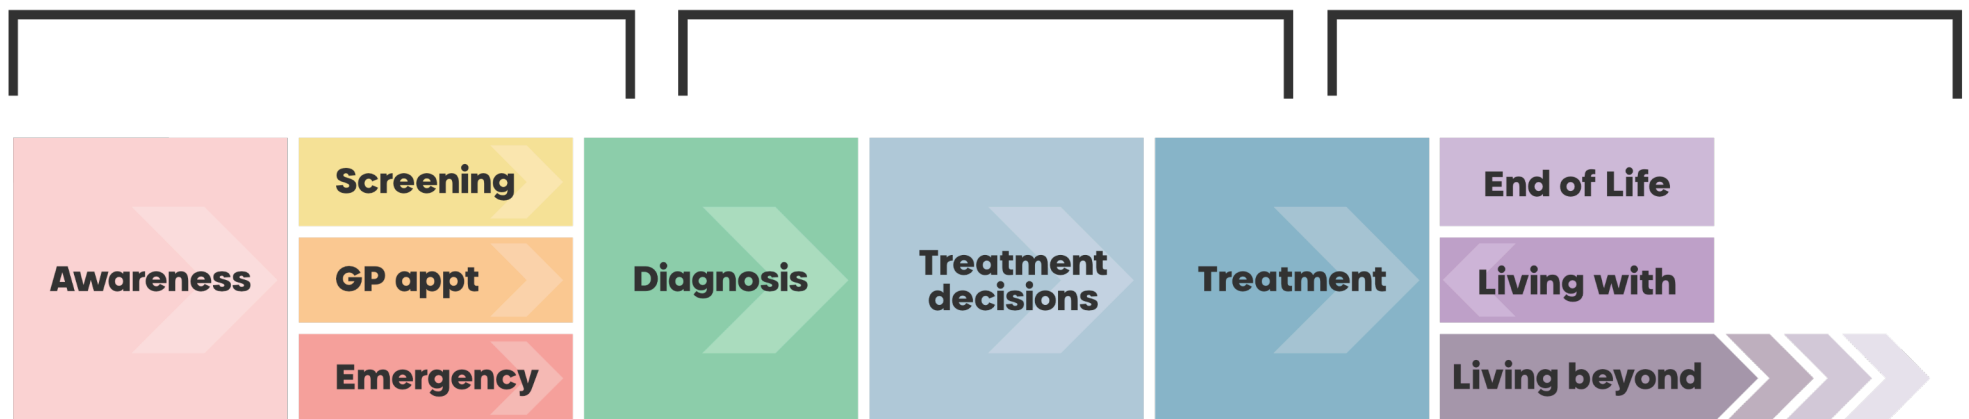 Awareness
Screening
GP appt
Emergency
Diagnosis
Treatment
decisions
Treatment
End of Life
Living with
Living beyond